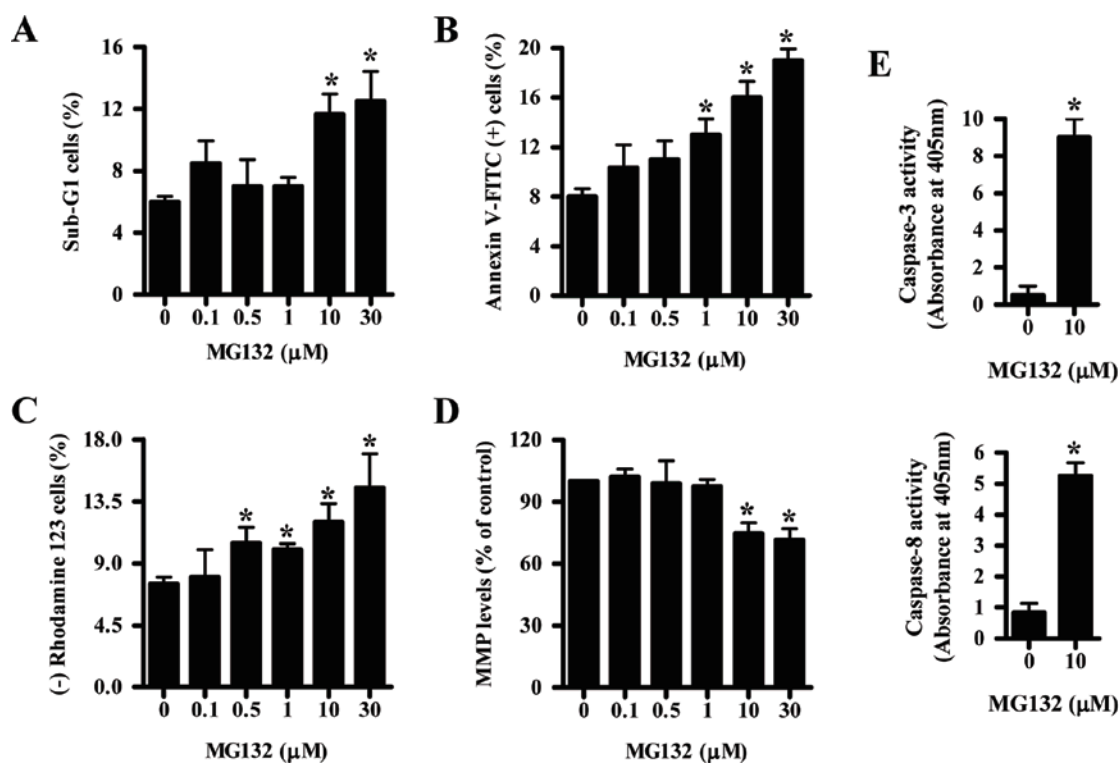 A
Sub-G1 cells (%)
16
12
8
4
0
*
*
0 0.1 0.5 1 10 30
MG132 (µM)
B
Annexin V-FITC (+) cells (%)
20
16
12
8
4
0
*
*
*
0 0.1 0.5 1 10 30
MG132 (µM)
C
(-) Rhodamine 123 cells (%)
18.0
13.5
9.0
4.5
0.0
*
*
*
*
0 0.1 0.5 1 10 30
MG132 (µM)
D
MMP levels (% of control)
120
90
60
30
0
*
*
0 0.1 0.5 1 10 30
MG132 (µM)
E
Caspase-3 activity
(Absorbance at 405nm)
10
8
6
4
2
0
*
0 10
MG132 (µM)
Caspase-8 activity
(Absorbance at 405nm)
6
5
4
3
2
1
0
*
0 10
MG132 (µM)